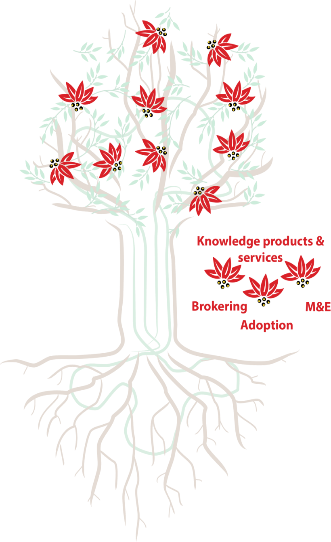 Knowledge products &
services
Brokering
M&E
Adoption